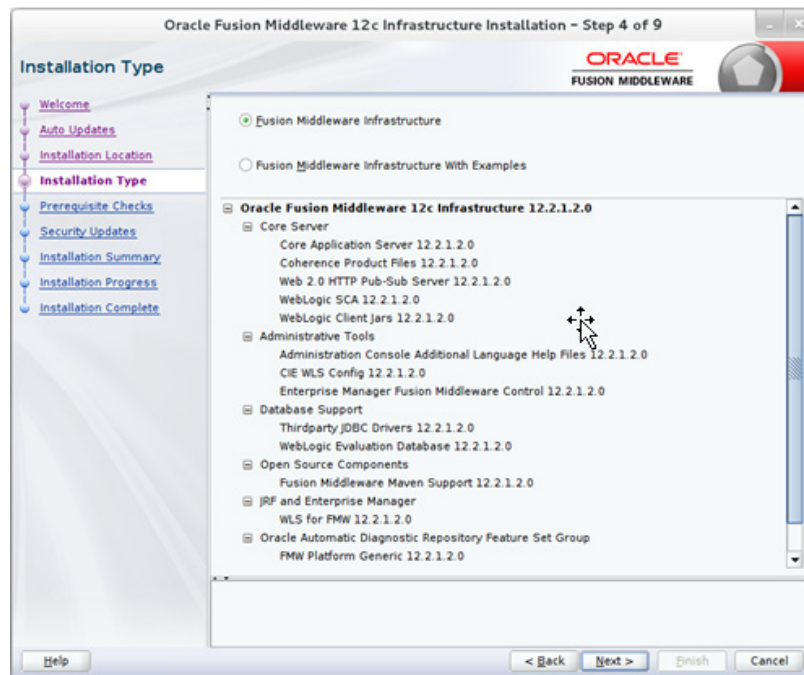 Oracle Fusion Middleware 12c Infrastructure Installation – Step 4 of 9
Installation Type
ORACLE
FUSION MIDDLEWARE
Welcome
Auto Updates
Installation Location
Installation Type
Prerequisite Checks
Security Updates
Installation Summary
Installation Progress
Installation Complete
Fusion Middleware Infrastructure
Fusion Middleware Infrastructure With Examples
Oracle Fusion Middleware 12c Infrastructure 12.2.1.2.0
Core Server
Core Application Server 12.2.1.2.0
Coherence Product Files 12.2.1.2.0
Web 2.0 HTTP Pub-Sub Server 12.2.1.2.0
WebLogic SCA 12.2.1.2.0
WebLogic Client Jars 12.2.1.2.0
Administrative Tools
Administration Console Additional Language Help Files 12.2.1.2.0
CIE WLS Config 12.2.1.2.0
Enterprise Manager Fusion Middleware Control 12.2.1.2.0
Database Support
Thirdparty JDBC Drivers 12.2.1.2.0
WebLogic Evaluation Database 12.2.1.2.0
Open Source Components
Fusion Middleware Maven Support 12.2.1.2.0
JRF and Enterprise Manager
WLS for FMW 12.2.1.2.0
Oracle Automatic Diagnostic Repository Feature Set Group
FMW Platform Generic 12.2.1.2.0
Help
< Back
Next >
Finish
Cancel